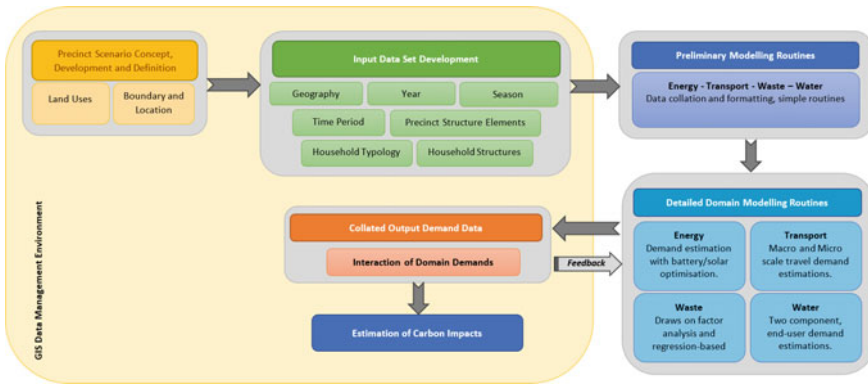 Precinct Scenario Concept,
Development and Definition
Land Uses
Boundary and
Location
Input Data Set Development
Geography
Year
Season
Time Period
Precinct Structure Elements
Household Typology
Household Structures
Preliminary Modelling Routines
Energy - Transport - Waste – Water
Data collation and formatting, simple routines
Detailed Domain Modelling Routines
Energy
Demand estimation
with battery/solar
optimisation.
Transport
Macro and Micro
scale travel demand
estimations.
Waste
Draws on factor
analysis and
regression-based
Water
Two component,
end-user demand
estimations.
Collated Output Demand Data
Interaction of Domain Demands
Feedback
Estimation of Carbon Impacts
GIS Data Management Environment